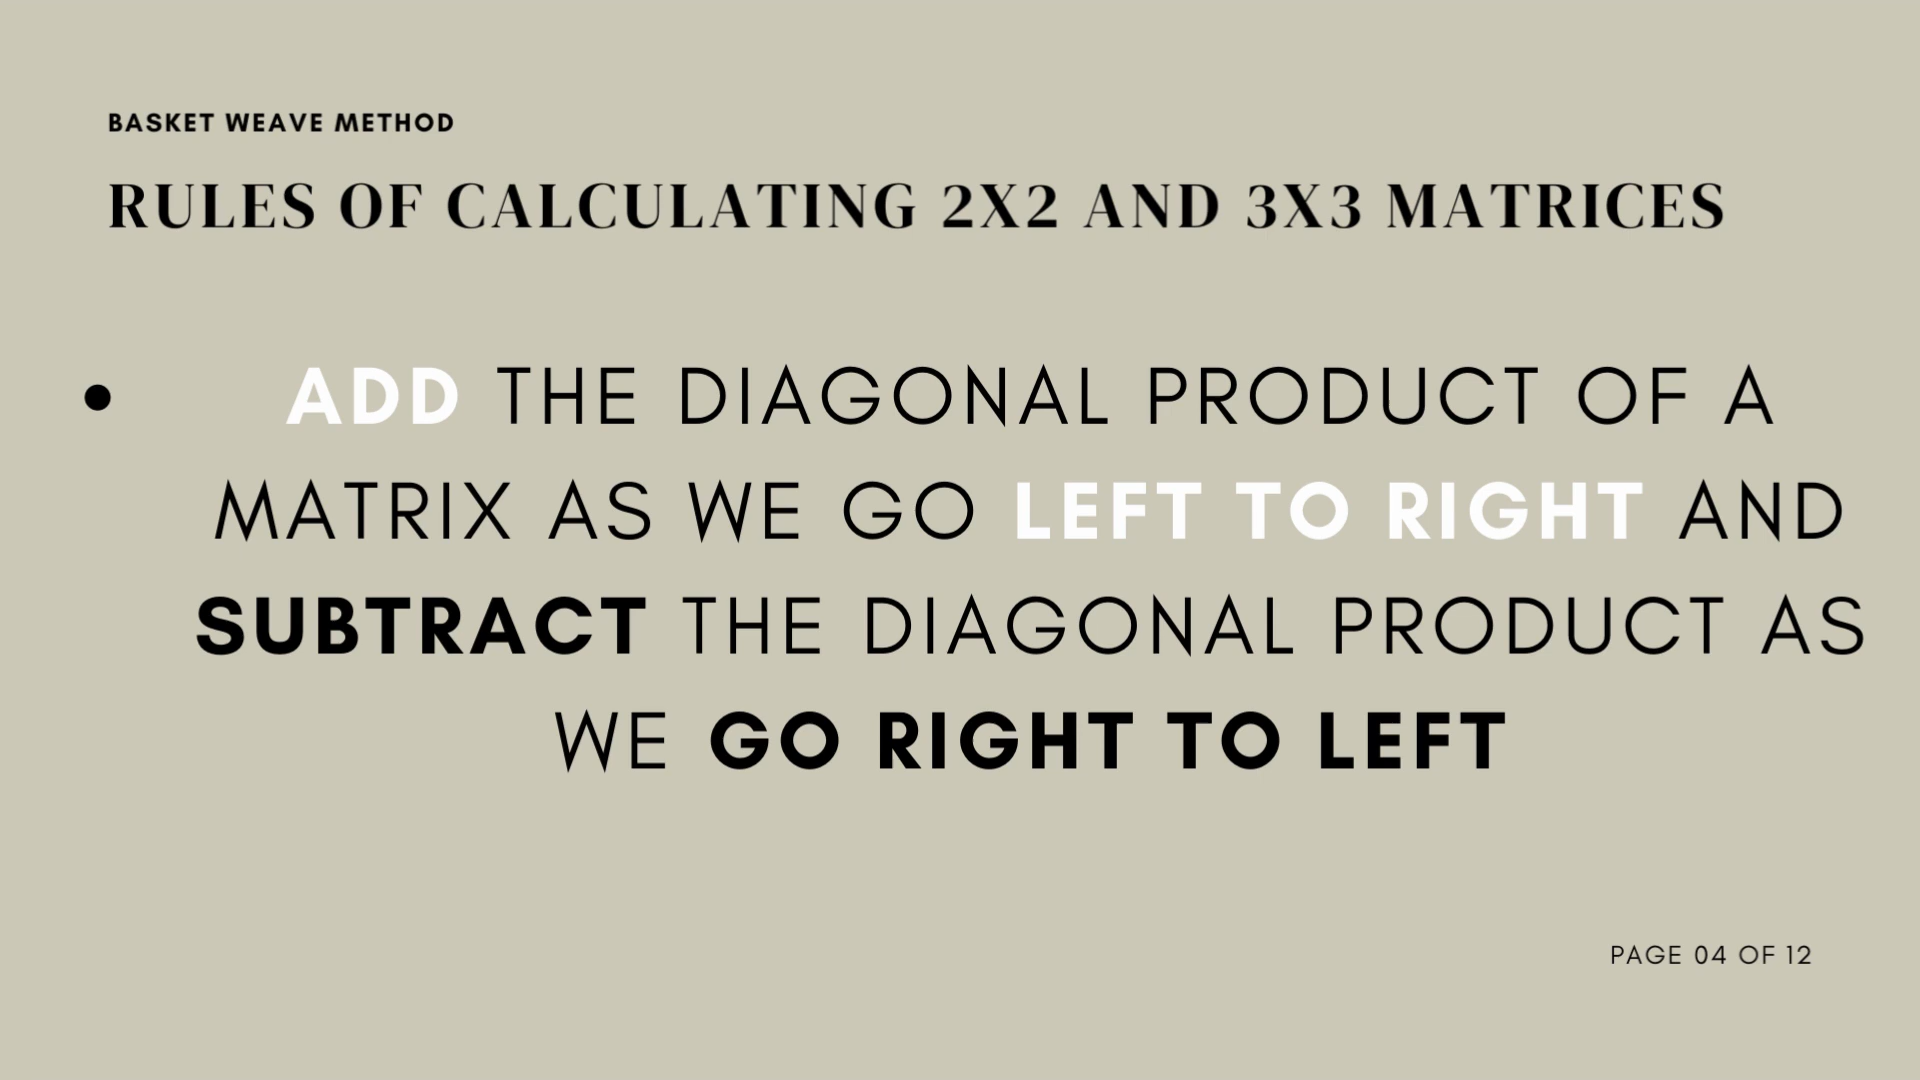 BASKET WEAVE METHOD
RULES OF CALCULATING 2X2 AND 3X3 MATRICES
• ADD THE DIAGONAL PRODUCT OF A
MATRIX AS WE GO LEFT TO RIGHT AND
SUBTRACT THE DIAGONAL PRODUCT AS
WE GO RIGHT TO LEFT
PAGE 04 OF 12